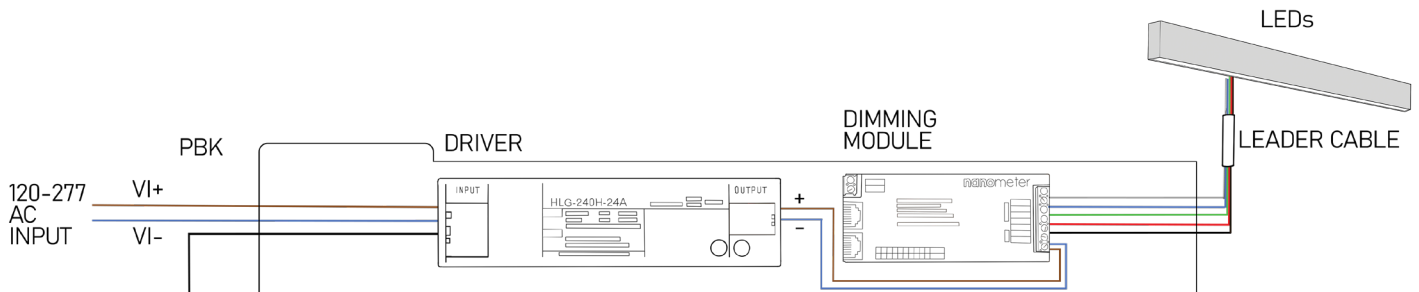 LEDs
DIMMING
MODULE
LEADER CABLE
PBK
DRIVER
120-277
AC
INPUT
VI+
VI-
INPUT
HLG-240H-24A
OUTPUT
+
-
nanometer